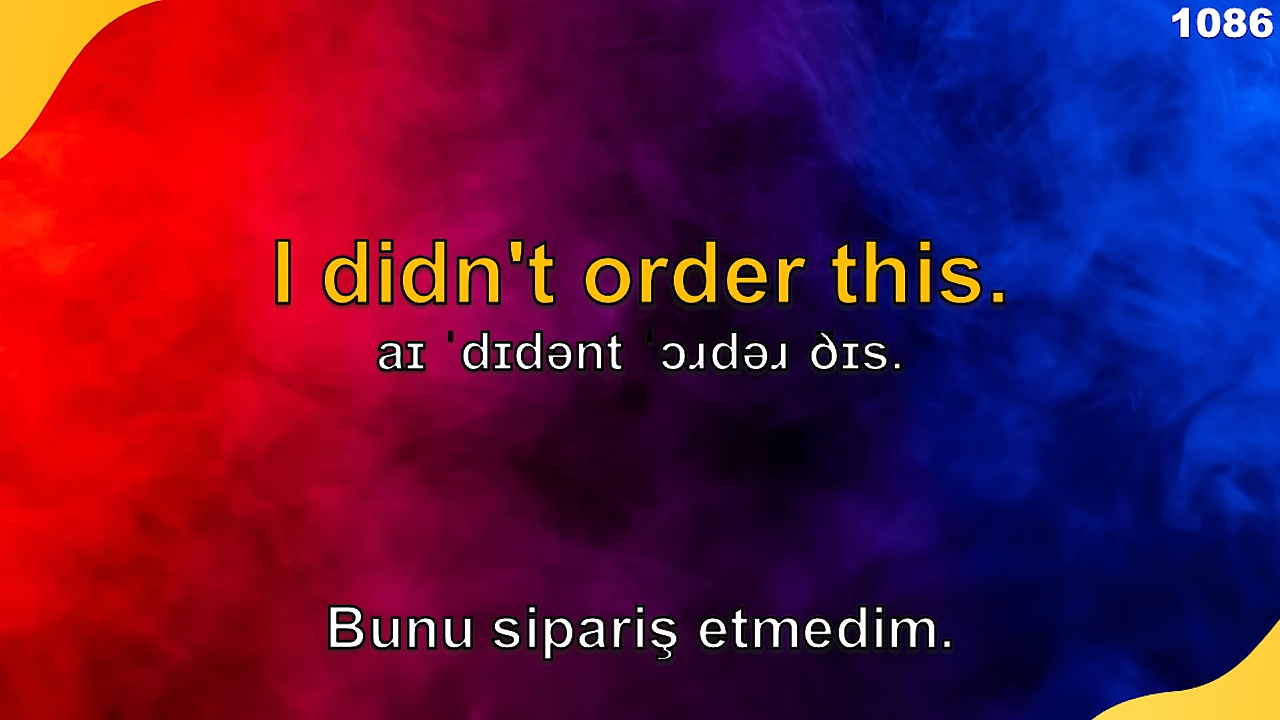 1086
I didn't order this.
aɪ ˈdɪdənt ˈɔɹdəɹ ðɪs.
Bunu sipariş etmedim.